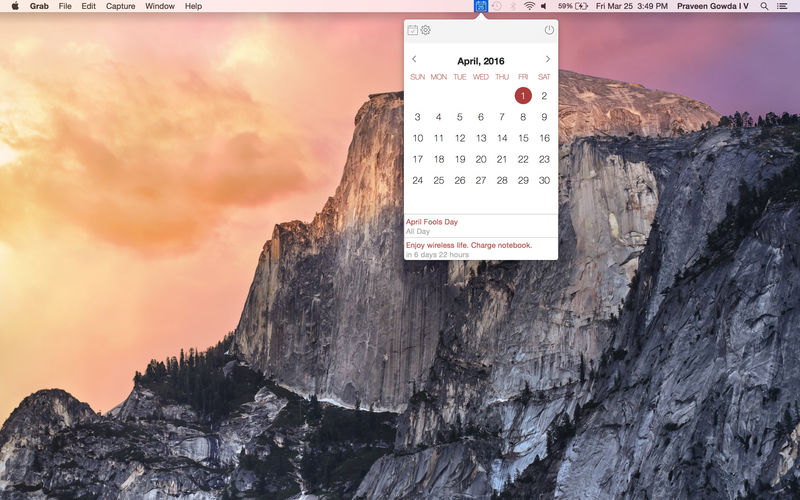 Grab File Edit Capture Window Help 25 59% Fri Mar 25 3:49 PM Praveen Gowda I V
April, 2016
SUN MON TUE WED THU FRI SAT
1 2
3 4 5 6 7 8 9
10 11 12 13 14 15 16
17 18 19 20 21 22 23
24 25 26 27 28 29 30
April Fools Day
All Day
Enjoy wireless life. Charge notebook.
in 6 days 22 hours